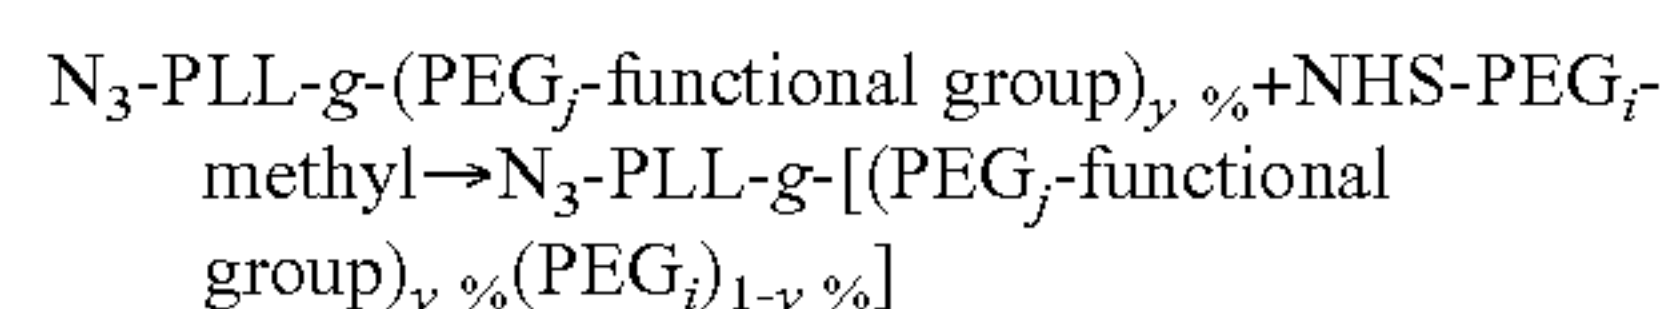 N₃-PLL-g-(PEGⱼ-functional group)y %+NHS-PEGᵢ-
methyl→N₃-PLL-g-[(PEGⱼ-functional
group)y %(PEGᵢ)1-y %]